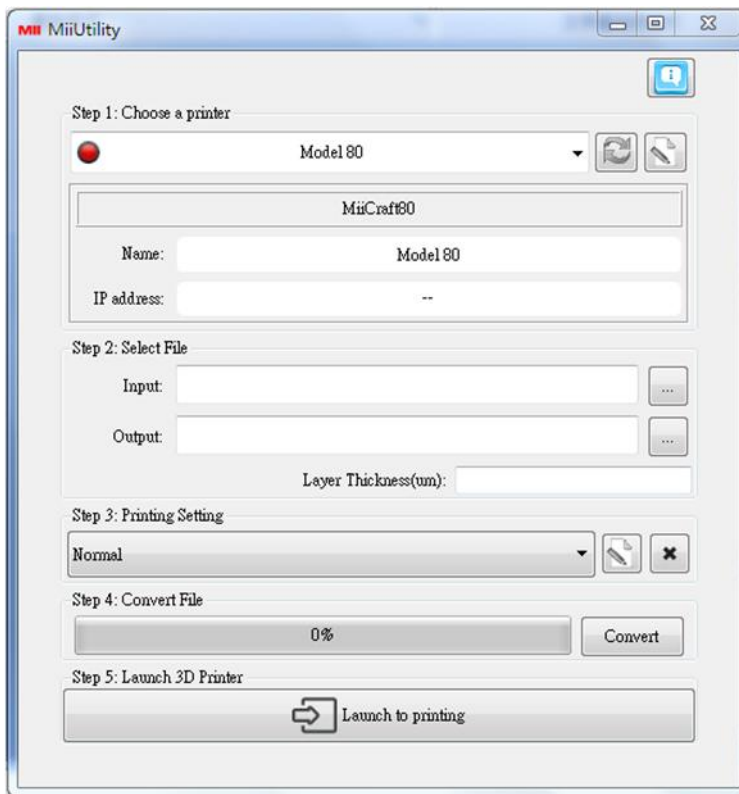 MII MiiUtility
Step 1: Choose a printer
Model 80
MiiCraft80
Name: Model 80
IP address: --
Step 2: Select File
Input: ...
Output: ...
Layer Thickness(um):
Step 3: Printing Setting
Normal
Step 4: Convert File
0% Convert
Step 5: Launch 3D Printer
Launch to printing